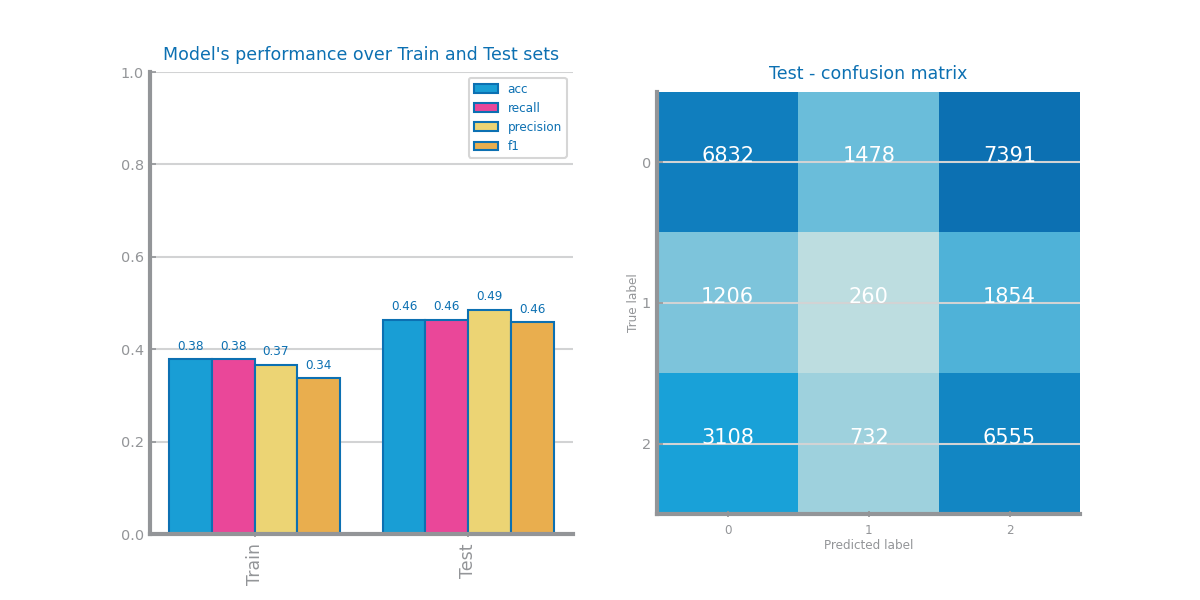 Model's performance over Train and Test sets
1.0
0.8
0.6
0.4
0.2
0.0
acc
recall
precision
f1
0.38 0.38 0.37 0.34
0.46 0.46 0.49 0.46
Train Test
Test - confusion matrix
True label
0 6832 1478 7391
1 1206 260 1854
2 3108 732 6555
0 1 2
Predicted label